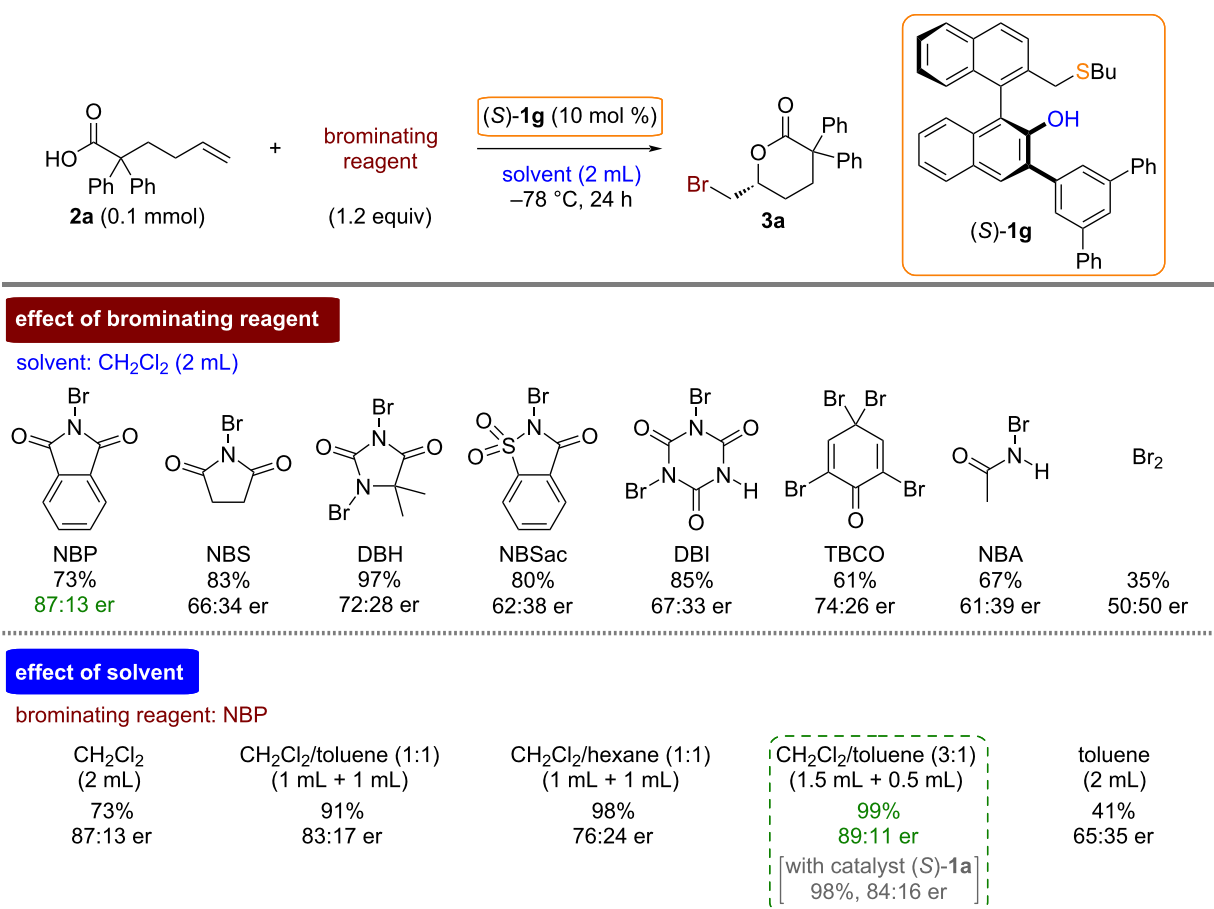 HO
O
Ph Ph
2a (0.1 mmol)
+
brominating
reagent
(1.2 equiv)
(S)-1g (10 mol %)
solvent (2 mL)
–78 °C, 24 h
O
O
Ph
Ph
Br
3a
SBu
OH
Ph
Ph
(S)-1g
effect of brominating reagent
solvent: CH2Cl2 (2 mL)
Br
N
O O
NBP
73%
87:13 er
Br
N
O O
NBS
83%
66:34 er
Br
N
O O
N
Br
DBH
97%
72:28 er
O Br
O S N O
NBSac
80%
62:38 er
Br
O N O
N N
Br H
O
DBI
85%
67:33 er
Br Br
Br Br
O
TBCO
61%
74:26 er
Br
O N H
NBA
67%
61:39 er
Br2
35%
50:50 er
effect of solvent
brominating reagent: NBP
CH2Cl2
(2 mL)
73%
87:13 er
CH2Cl2/toluene (1:1)
(1 mL + 1 mL)
91%
83:17 er
CH2Cl2/hexane (1:1)
(1 mL + 1 mL)
98%
76:24 er
CH2Cl2/toluene (3:1)
(1.5 mL + 0.5 mL)
99%
89:11 er
[with catalyst (S)-1a
98%, 84:16 er]
toluene
(2 mL)
41%
65:35 er